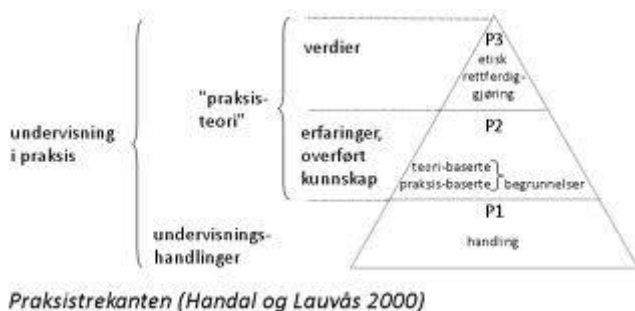 P3
etisk
rettferdig-
gjøring
verdier
"praksis-
teori"
undervisning
i praksis
erfaringer,
overført
kunnskap
P2
teori-baserte
praksis-baserte
begrunnelser
P1
handling
undervisnings-
handlinger
Praksistrekanten (Handal og Lauvås 2000)